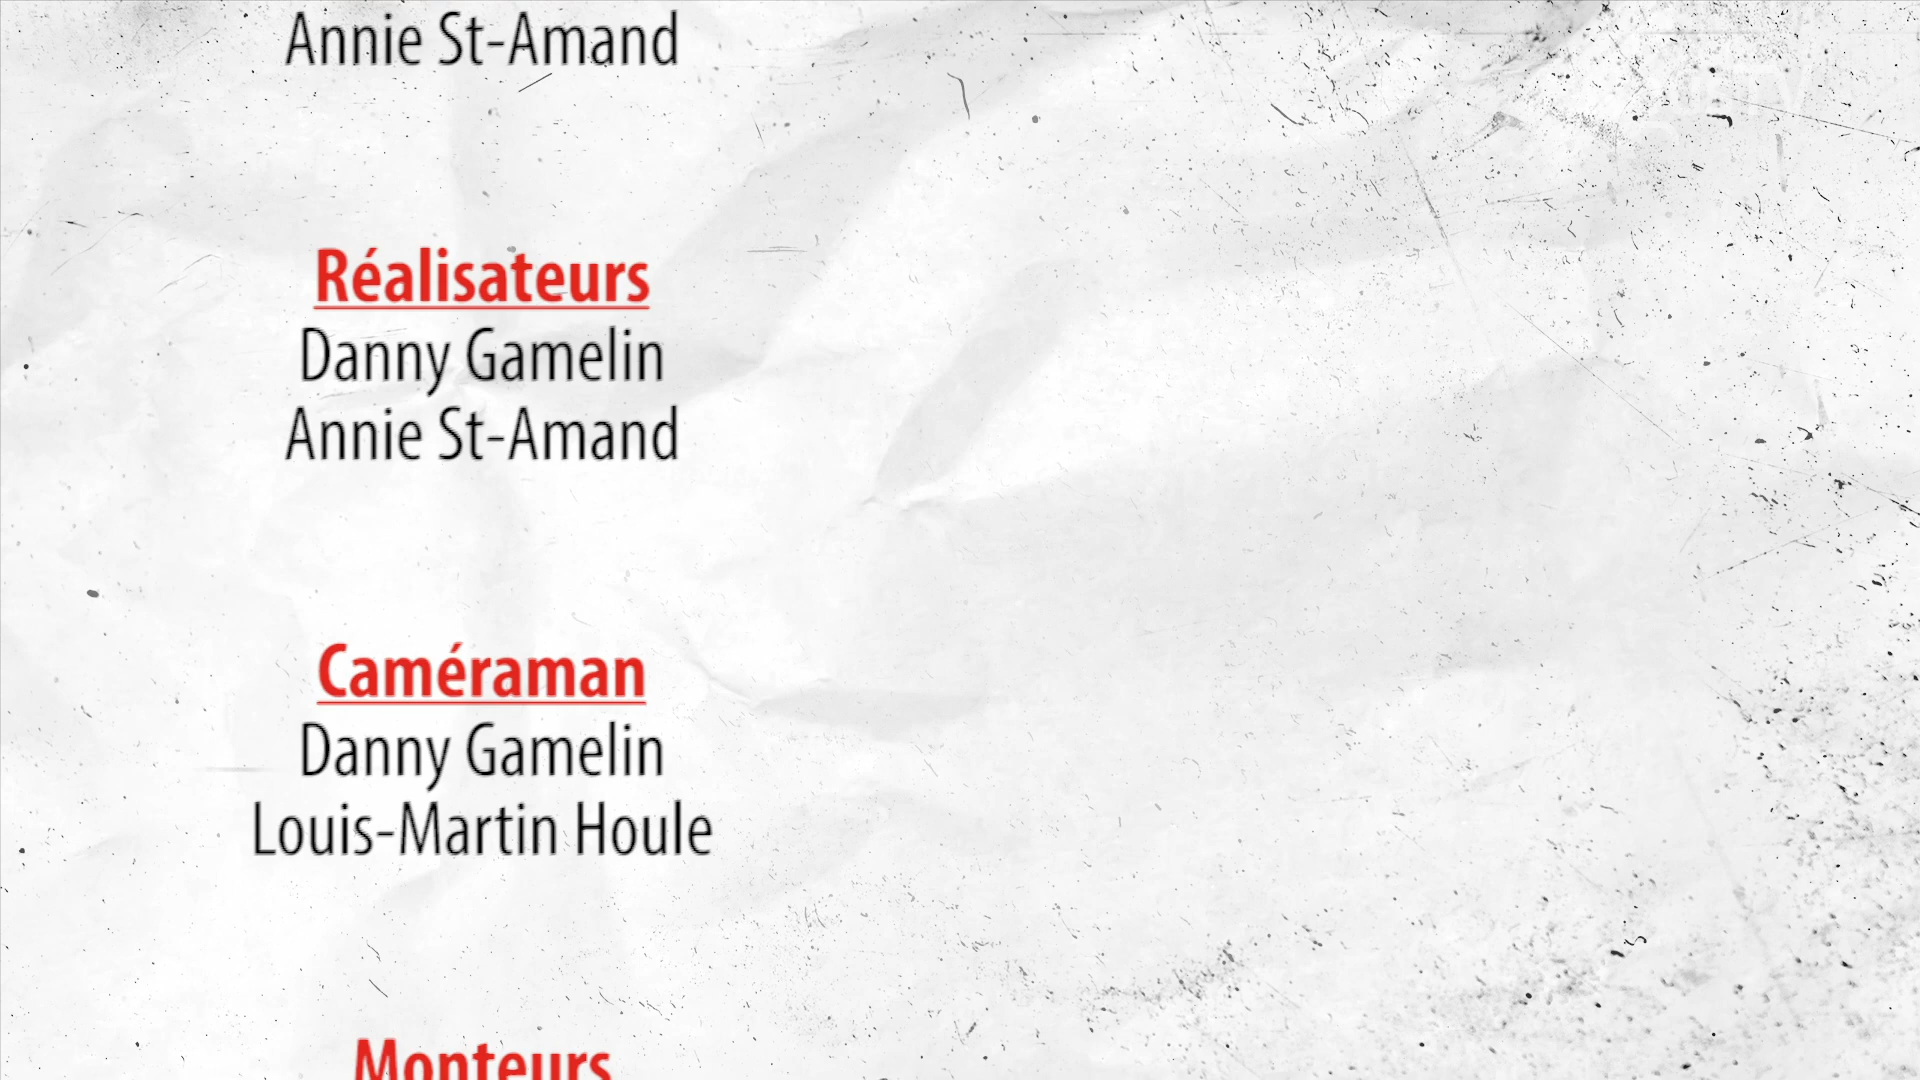 Annie St-Amand
Réalisateurs
Danny Gamelin
Annie St-Amand
Caméraman
Danny Gamelin
Louis-Martin Houle
Monteurs